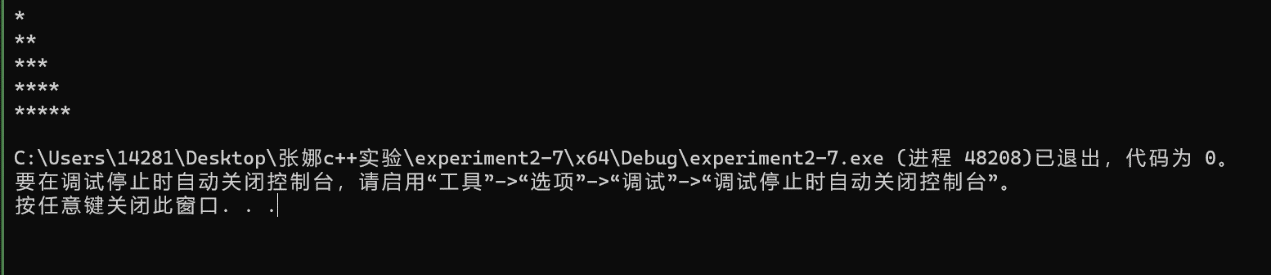 *
**
***
****
*****
C:\Users\14281\Desktop\张娜c++实验\experiment2-7\x64\Debug\experiment2-7.exe (进程 48208)已退出，代码为 0。
要在调试停止时自动关闭控制台，请启用“工具”->“选项”->“调试”->“调试停止时自动关闭控制台”。
按任意键关闭此窗口. . .